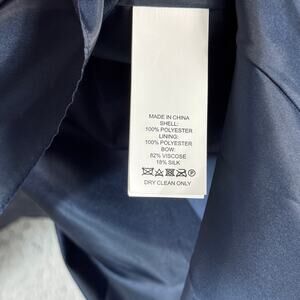 MADE IN CHINA
SHELL:
100% POLYESTER
LINING:
100% POLYESTER
BOW:
82% VISCOSE
18% SILK
DRY CLEAN ONLY